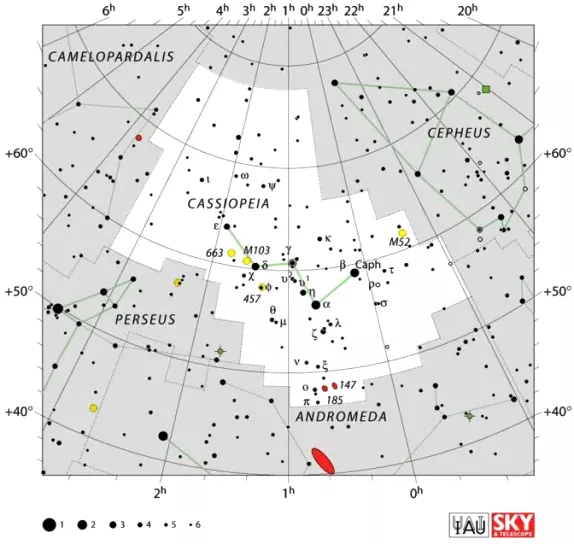 6h 5h 4h 3h 2h 1h 0h 23h 22h 21h 20h
CAMELOPARDALIS
CEPHEUS
+60° +60°
ι ω ψ
CASSIOPEIA
ε κ M52
663 M103 γ
δ β Caph
χ υ² υ¹ τ
+50° 457 φ η ρ +50°
α σ
PERSEUS θ μ λ
ζ
ν ξ
ο 147
+40° π 185 +40°
ANDROMEDA
2h 1h 0h
1 2 3 4 5 6
IAU SKY
& TELESCOPE